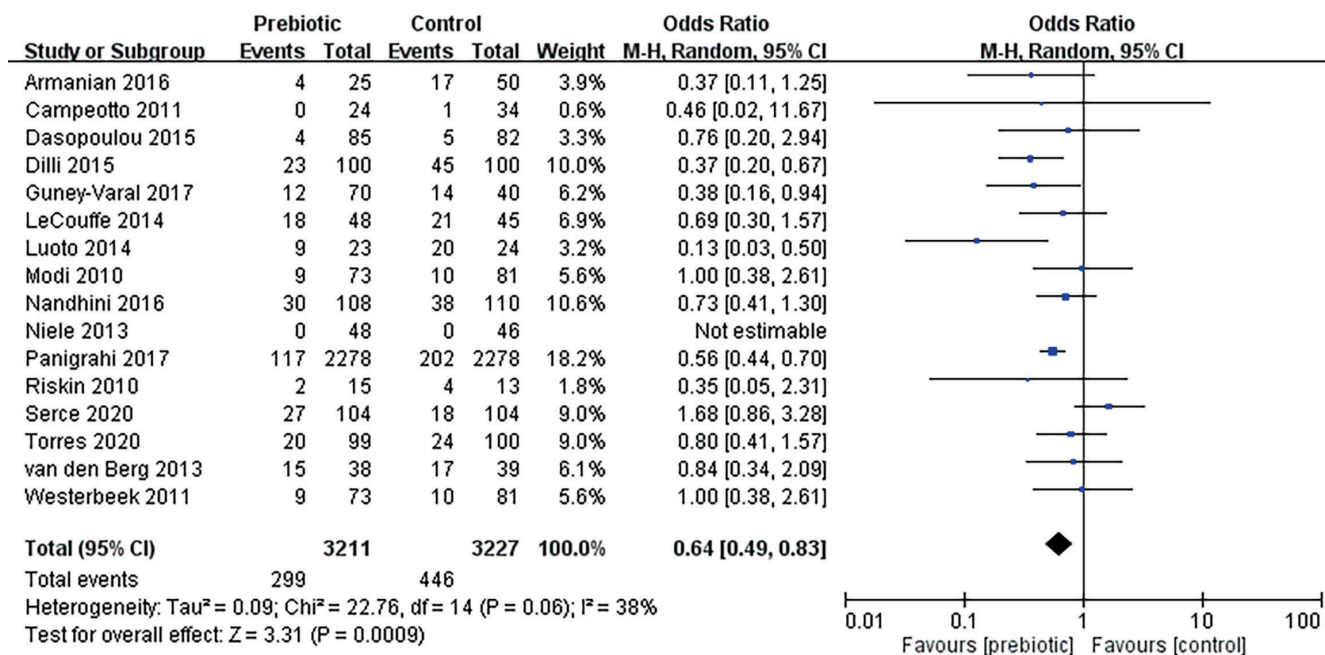 Prebiotic Control Odds Ratio Odds Ratio
Study or Subgroup Events Total Events Total Weight M-H, Random, 95% CI M-H, Random, 95% CI
Armanian 2016 4 25 17 50 3.9% 0.37 [0.11, 1.25]
Campeotto 2011 0 24 1 34 0.6% 0.46 [0.02, 11.67]
Dasopoulou 2015 4 85 5 82 3.3% 0.76 [0.20, 2.94]
Dilli 2015 23 100 45 100 10.0% 0.37 [0.20, 0.67]
Guney-Varal 2017 12 70 14 40 6.2% 0.38 [0.16, 0.94]
LeCouffe 2014 18 48 21 45 6.9% 0.69 [0.30, 1.57]
Luoto 2014 9 23 20 24 3.2% 0.13 [0.03, 0.50]
Modi 2010 9 73 10 81 5.6% 1.00 [0.38, 2.61]
Nandhini 2016 30 108 38 110 10.6% 0.73 [0.41, 1.30]
Niele 2013 0 48 0 46 Not estimable
Panigrahi 2017 117 2278 202 2278 18.2% 0.56 [0.44, 0.70]
Riskin 2010 2 15 4 13 1.8% 0.35 [0.05, 2.31]
Serce 2020 27 104 18 104 9.0% 1.68 [0.86, 3.28]
Torres 2020 20 99 24 100 9.0% 0.80 [0.41, 1.57]
van den Berg 2013 15 38 17 39 6.1% 0.84 [0.34, 2.09]
Westerbeek 2011 9 73 10 81 5.6% 1.00 [0.38, 2.61]
Total (95% CI) 3211 3227 100.0% 0.64 [0.49, 0.83]
Total events 299 446
Heterogeneity: Tau² = 0.09; Chi² = 22.76, df = 14 (P = 0.06); I² = 38%
Test for overall effect: Z = 3.31 (P = 0.0009)
0.01 0.1 1 10 100
Favours [prebiotic] Favours [control]